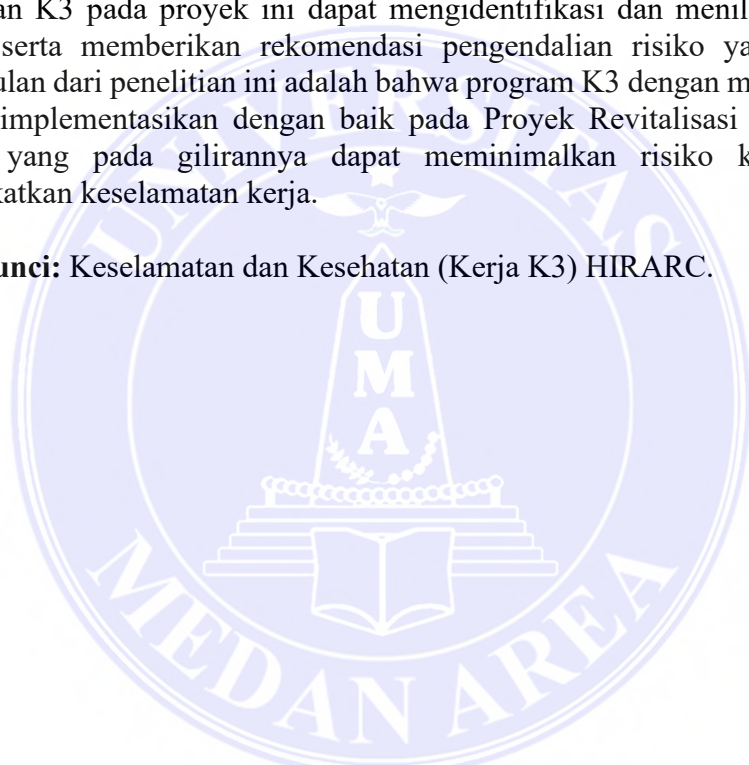 an K3 pada proyek ini dapat mengidentifikasi dan menil
serta memberikan rekomendasi pengendalian risiko ya
ulan dari penelitian ini adalah bahwa program K3 dengan m
implementasikan dengan baik pada Proyek Revitalisasi
yang pada gilirannya dapat meminimalkan risiko k
katkan keselamatan kerja.
unci: Keselamatan dan Kesehatan (Kerja K3) HIRARC.
UNIVERSITAS
UMA
MEDAN AREA